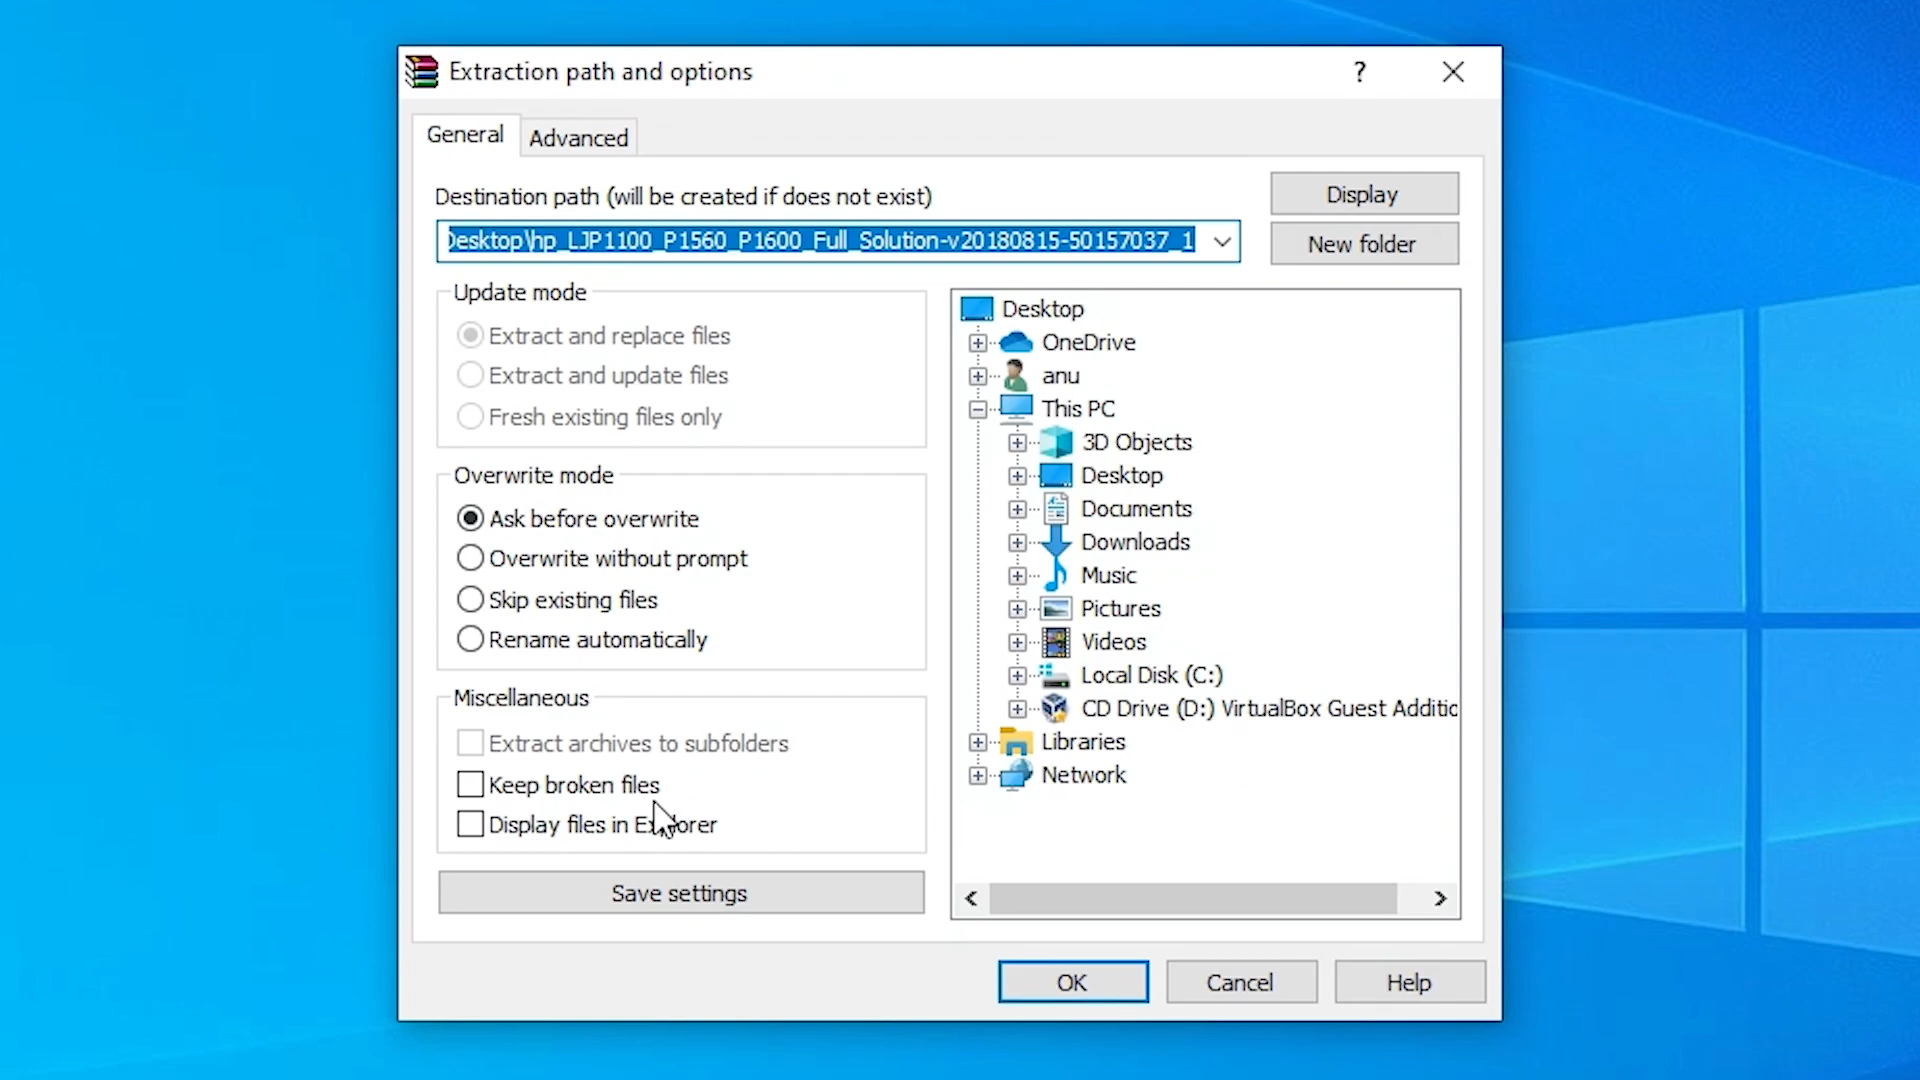 Extraction path and options
?
General
Advanced
Destination path (will be created if does not exist)
Display
Desktop\hp_LJP1100_P1560_P1600_Full_Solution-v20180815-50157037_1
New folder
Update mode
Extract and replace files
Extract and update files
Fresh existing files only
Overwrite mode
Ask before overwrite
Overwrite without prompt
Skip existing files
Rename automatically
Miscellaneous
Extract archives to subfolders
Keep broken files
Display files in Explorer
Save settings
Desktop
OneDrive
anu
This PC
3D Objects
Desktop
Documents
Downloads
Music
Pictures
Videos
Local Disk (C:)
CD Drive (D:) VirtualBox Guest Additic
Libraries
Network
OK
Cancel
Help